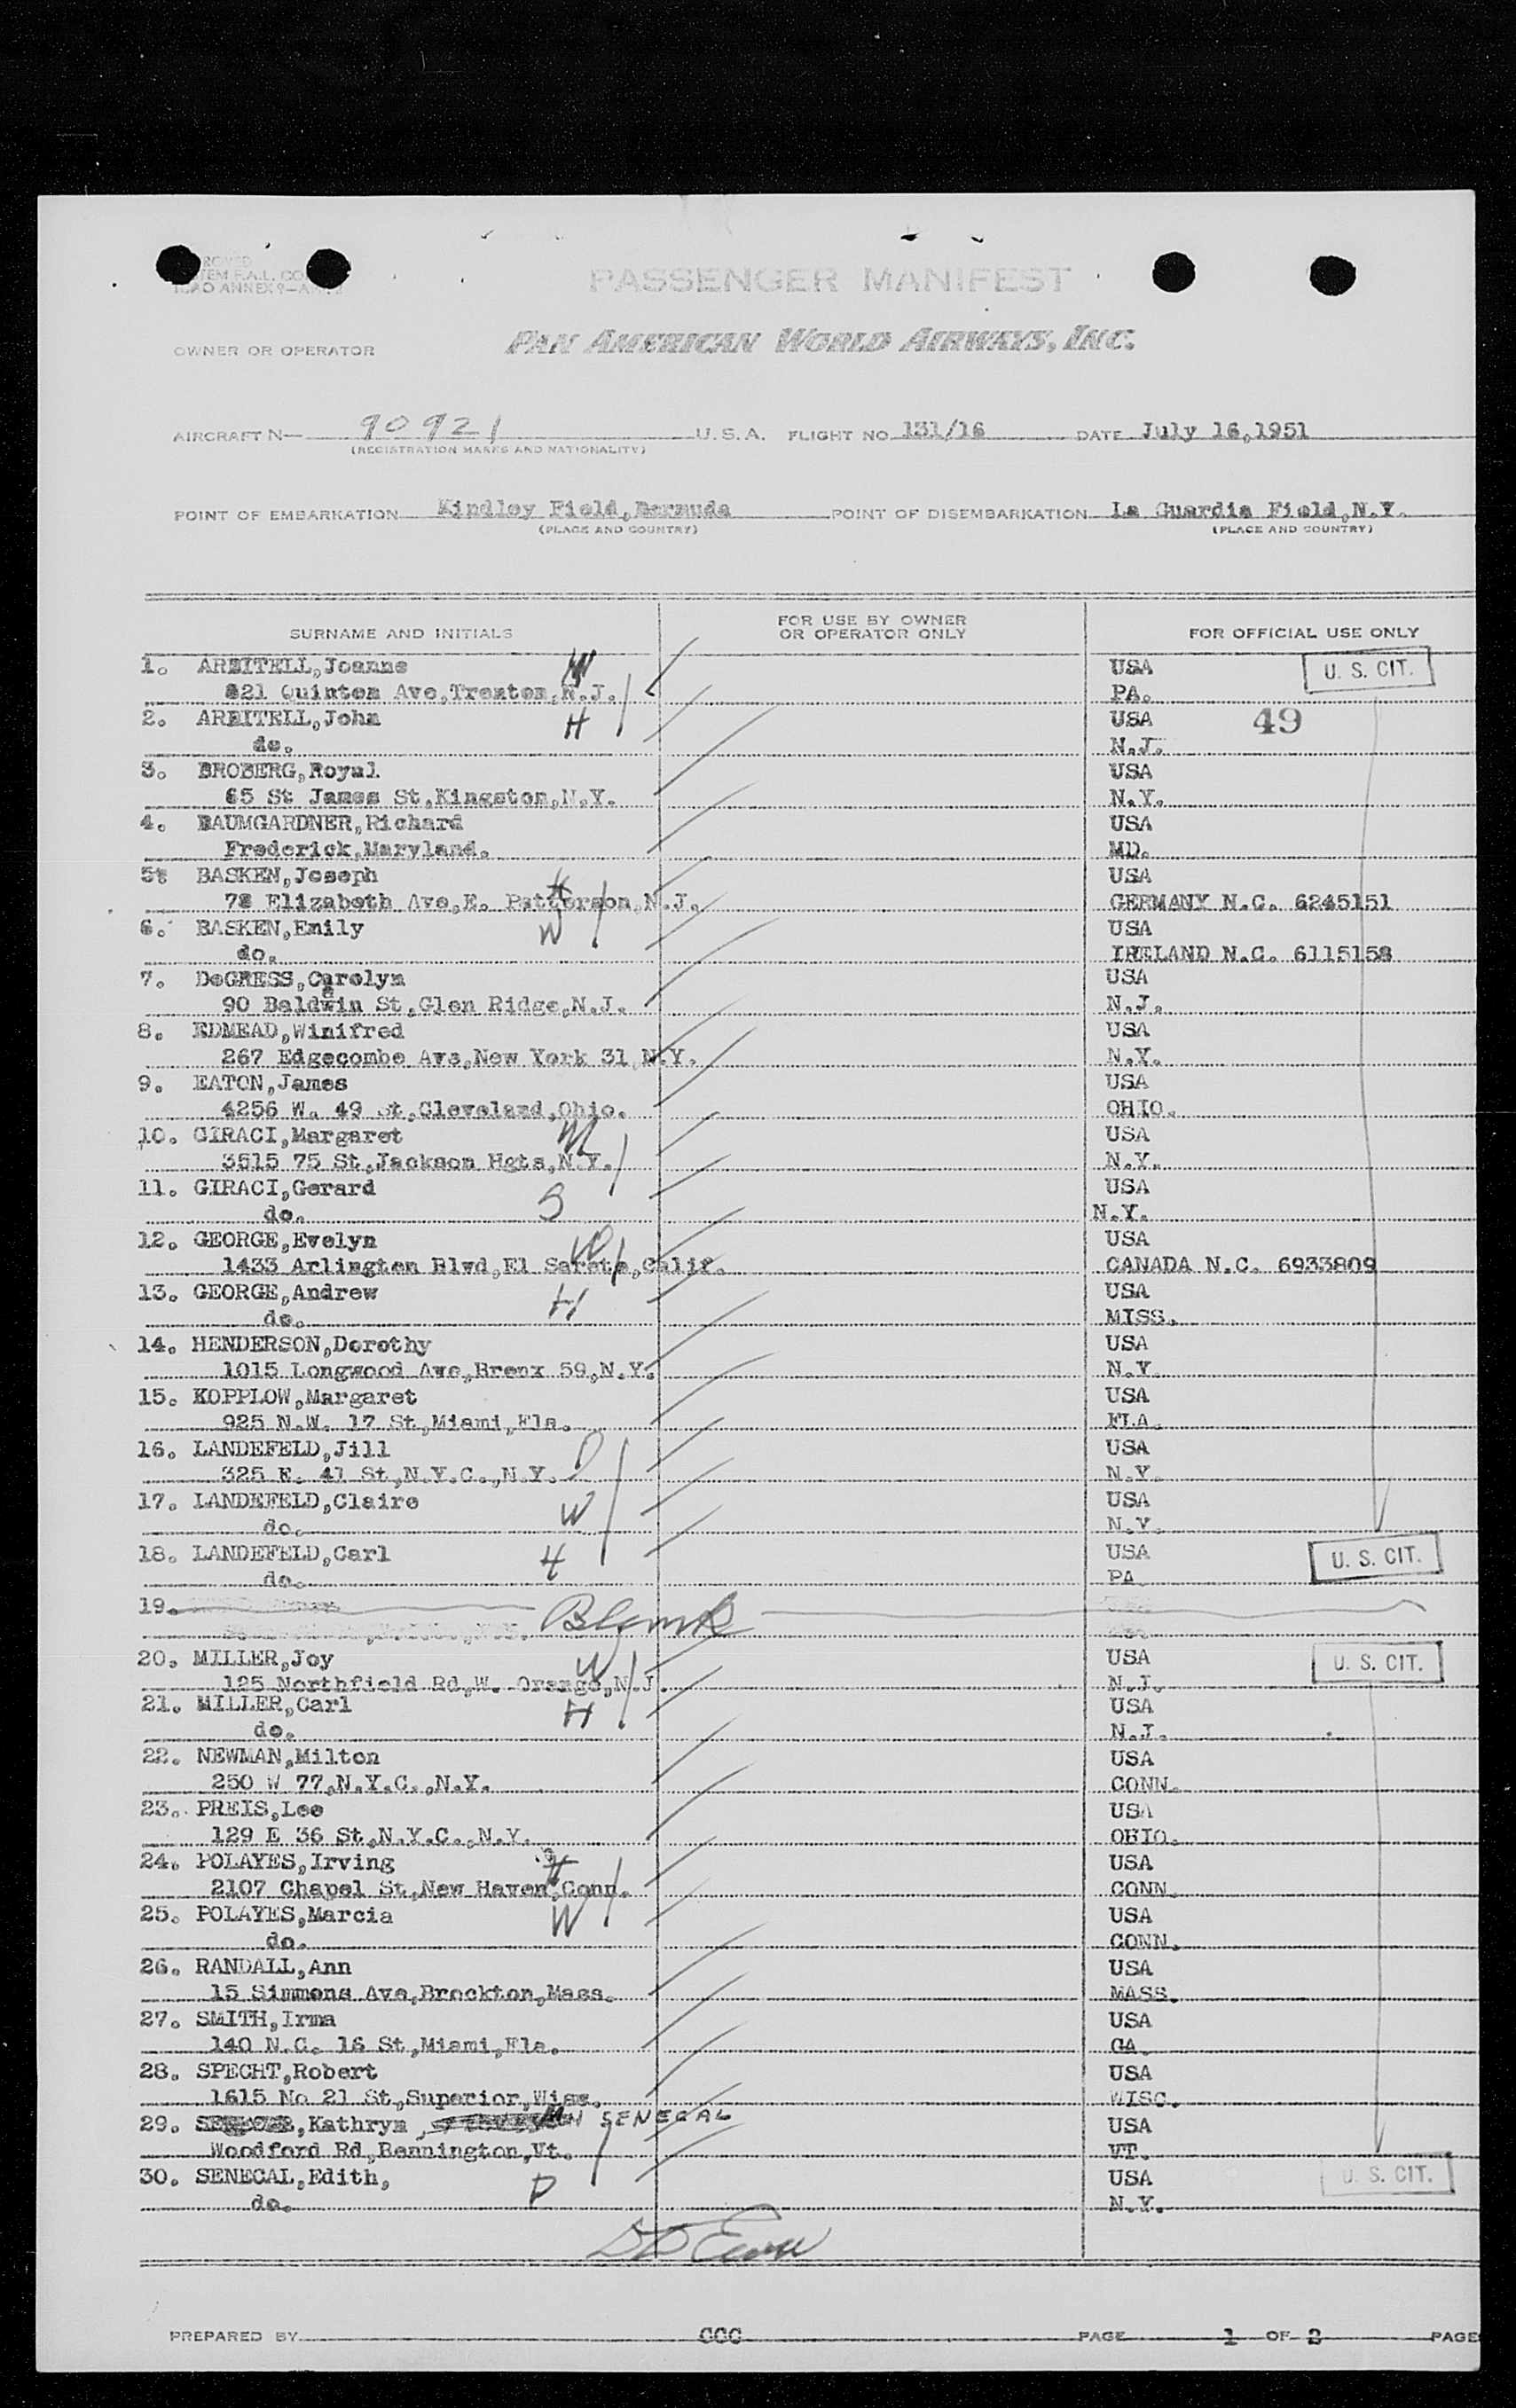 PASSENGER MANIFEST
ANNEX 9
OWNER OR OPERATOR PAN AMERICAN WORLD AIRWAYS, INC.
AIRCRAFT N— 90921 U.S.A. FLIGHT NO 131/16 DATE July 16,1951
(REGISTRATION MARKS AND NATIONALITY)
POINT OF EMBARKATION Kindley Field,Bermuda POINT OF DISEMBARKATION La Guardia Field,N.Y.
(PLACE AND COUNTRY) (PLACE AND COUNTRY)
SURNAME AND INITIALS FOR USE BY OWNER OR OPERATOR ONLY FOR OFFICIAL USE ONLY
1. ARBITELL,Joanne W USA U. S. CIT.
821 Quinten Ave,Trenton,N.J. PA.
2. ARBITELL,John H USA 49
do. N.J.
3. BROBERG,Royal USA
65 St James St,Kingston,N.Y. N.Y.
4. BAUMGARDNER,Richard USA
Frederick,Maryland. MD.
5. BASKEN,Joseph H USA
78 Elizabeth Ave,E. Patterson,N.J. GERMANY N.C. 6245151
6. BASKEN,Emily W USA
do. IRELAND N.C. 6115158
7. DeGRESS,Carolyn USA
90 Baldwin St,Glen Ridge,N.J. N.J.
8. EDMEAD,Winifred USA
267 Edgecombe Ave,New York 31,N.Y. N.Y.
9. EATON,James USA
4256 W. 49 St,Cleveland,Ohio. OHIO.
10. GIRACI,Margaret M USA
3515 75 St,Jackson Hgts,N.Y. N.Y.
11. GIRACI,Gerard S USA
do. N.Y.
12. GEORGE,Evelyn W USA
1433 Arlington Blvd,El Calif. CANADA N.C. 6933809
13. GEORGE,Andrew H USA
do. MISS.
14. HENDERSON,Dorothy USA
1015 Longwood Ave,Bronx 59,N.Y. N.Y.
15. KOPPLOW,Margaret USA
925 N.W. 17 St,Miami,Fla. FLA.
16. LANDEFELD,Jill D USA
325 E. 41 St,N.Y.C.,N.Y. N.Y.
17. LANDEFELD,Claire W USA
do. N.Y.
18. LANDEFELD,Carl H USA U. S. CIT.
do. PA
19. Blank
20. MILLER,Joy W USA U. S. CIT.
125 Northfield Rd,W. Orange,N.J. N.J.
21. MILLER,Carl H USA
do. N.J.
22. NEWMAN,Milton USA
250 W 77,N.Y.C.,N.Y. CONN.
23. PREIS,Lee USA
129 E 36 St,N.Y.C.,N.Y. OHIO.
24. POLAYES,Irving H USA
2107 Chapel St,New Haven,Conn. CONN.
25. POLAYES,Marcia W USA
do. CONN.
26. RANDALL,Ann USA
15 Simmons Ave,Brockton,Mass. MASS.
27. SMITH,Irma USA
140 N.C. 16 St,Miami,Fla. GA.
28. SPECHT,Robert USA
1615 No 21 St,Superior,Wisc. WISC.
29. ,Kathryn M SENECAL USA
Woodford Rd,Bennington,Vt. VT.
30. SENECAL,Edith, D USA U. S. CIT.
do. N.Y.
PREPARED BY CCC PAGE 1 OF 2 PAGE